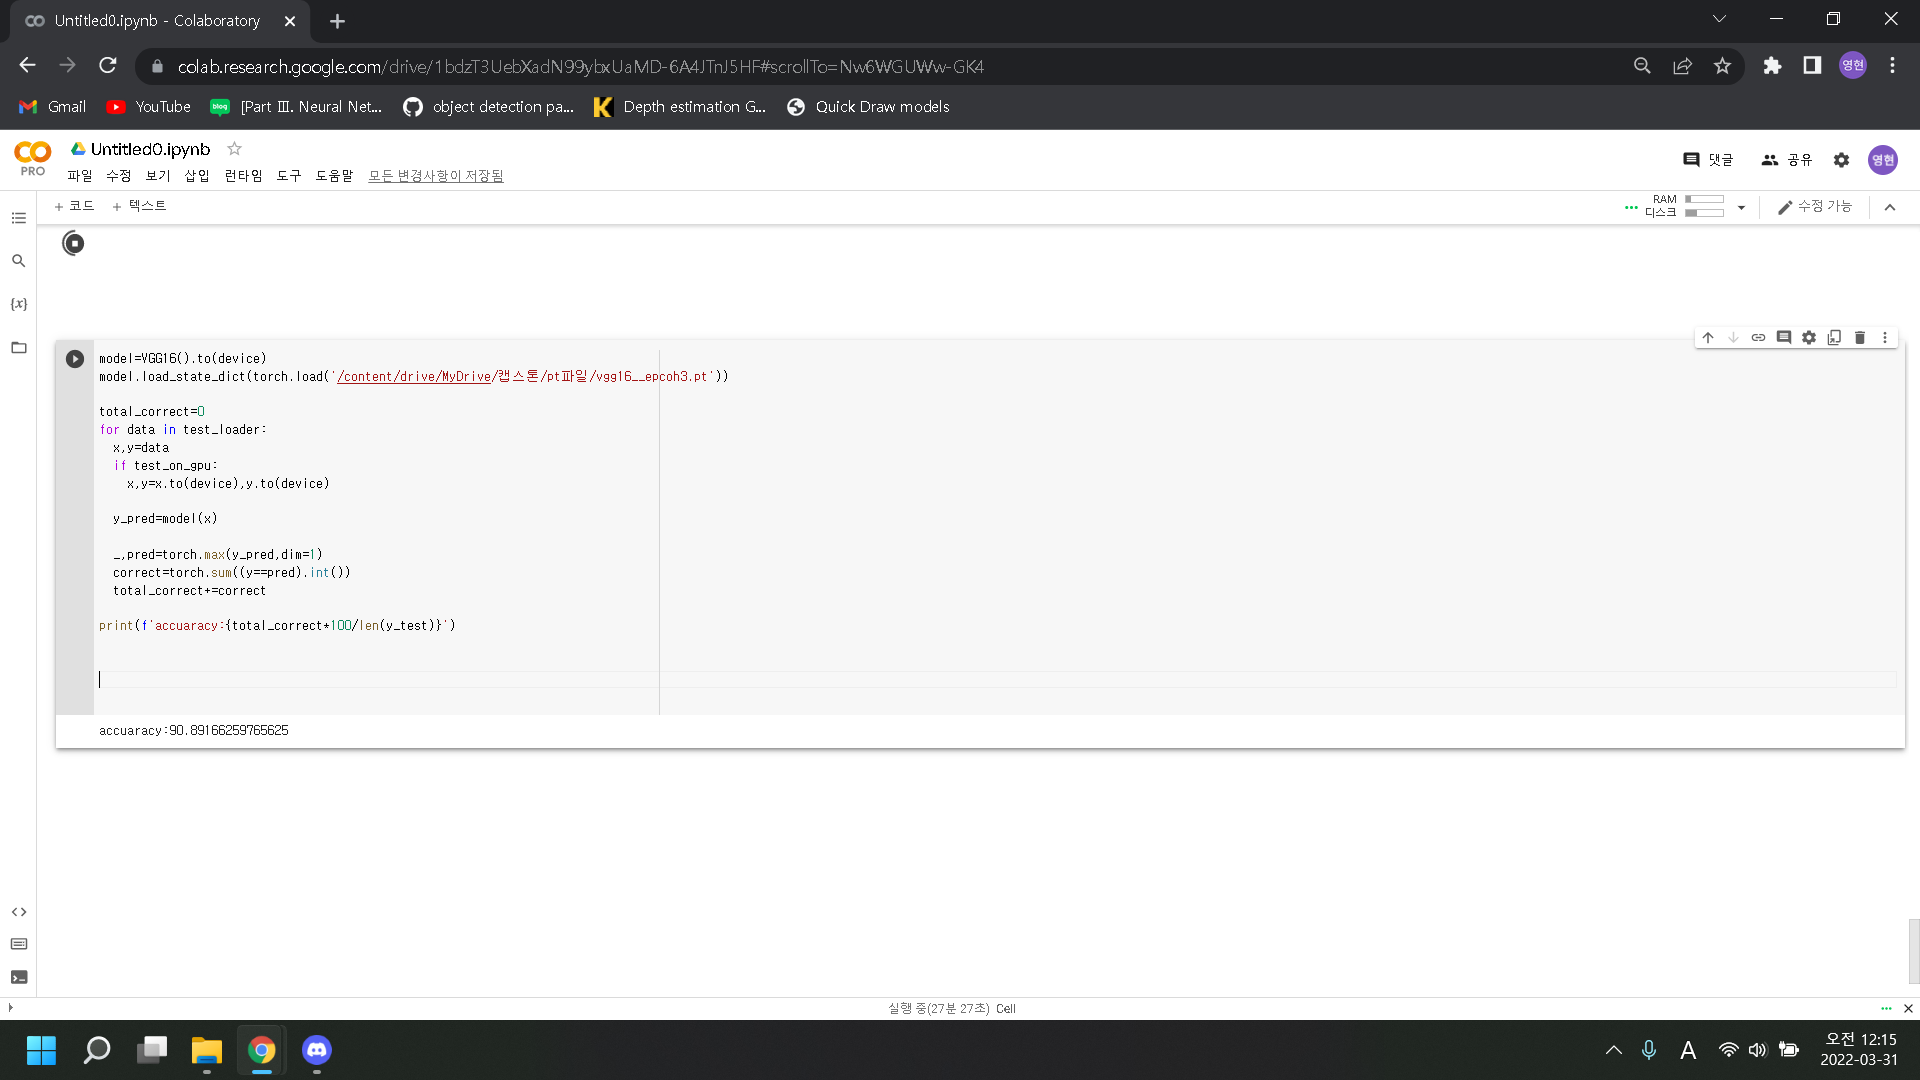 Untitled0.ipynb - Colaboratory
colab.research.google.com/drive/1bdzT3UebXadN99ybxUaMD-6A4JTnJ5HF#scrollTo=Nw6WGUWw-GK4
영현
Gmail
YouTube
blog
[Part Ⅲ. Neural Net...
object detection pa...
Depth estimation G...
Quick Draw models
PRO
Untitled0.ipynb
댓글
공유
영현
파일 수정 보기 삽입 런타임 도구 도움말 모든 변경사항이 저장됨
+ 코드 + 텍스트
RAM
디스크
수정 가능
{x}
model=VGG16().to(device)
model.load_state_dict(torch.load('/content/drive/MyDrive/캡스톤/pt파일/vgg16__epcoh3.pt'))
total_correct=0
for data in test_loader:
x,y=data
if test_on_gpu:
x,y=x.to(device),y.to(device)
y_pred=model(x)
_,pred=torch.max(y_pred,dim=1)
correct=torch.sum((y==pred).int())
total_correct+=correct
print(f'accuaracy:{total_correct*100/len(y_test)}')
accuaracy:90.89166259765625
실행 중(27분 27초) Cell
A
오전 12:15
2022-03-31